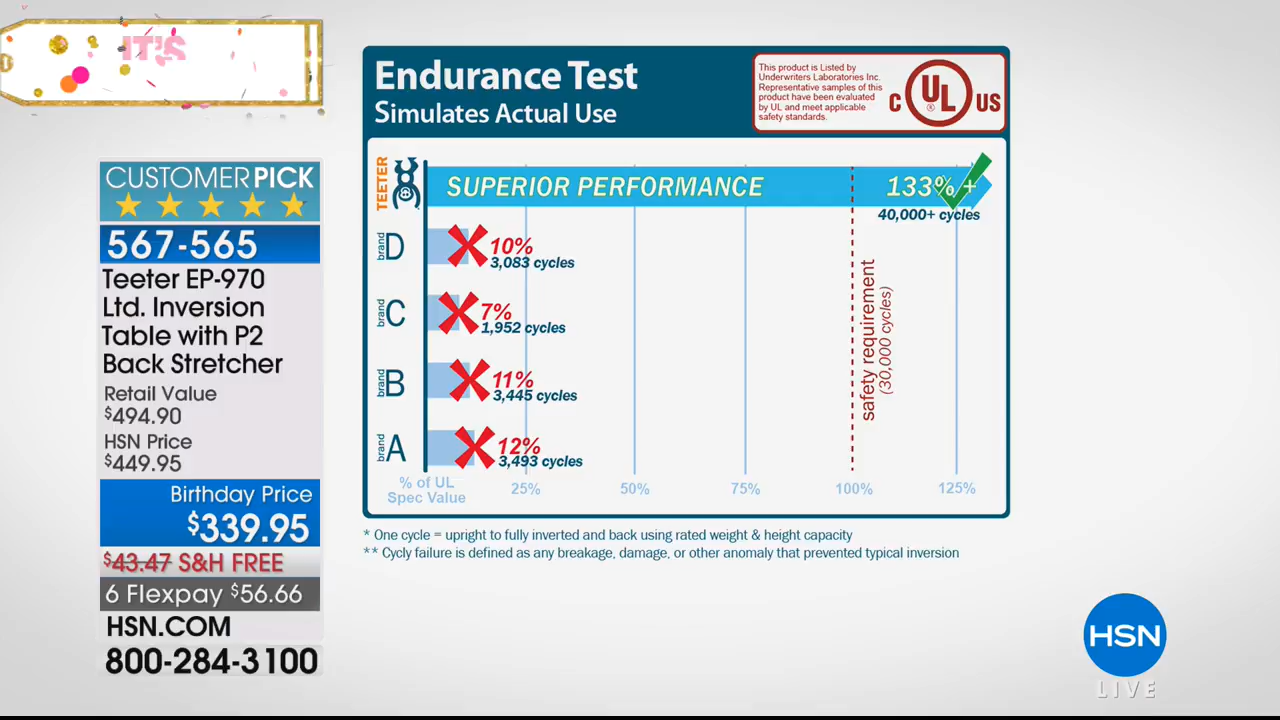 IT'S
CUSTOMER PICK
567-565
Teeter EP-970
Ltd. Inversion
Table with P2
Back Stretcher
Retail Value
$494.90
HSN Price
$449.95
Birthday Price
$339.95
$43.47 S&H FREE
6 Flexpay $56.66
HSN.COM
800-284-3100
Endurance Test
Simulates Actual Use
This product is Listed by
Underwriters Laboratories Inc.
Representative samples of this
product have been evaluated
by UL and meet applicable
safety standards.
C UL® US
TEETER
SUPERIOR PERFORMANCE 133% +
40,000+ cycles
brand D 10%
3,083 cycles
brand C 7%
1,952 cycles
brand B 11%
3,445 cycles
brand A 12%
3,493 cycles
safety requirement
(30,000 cycles)
% of UL
Spec Value
25% 50% 75% 100% 125%
* One cycle = upright to fully inverted and back using rated weight & height capacity
** Cycly failure is defined as any breakage, damage, or other anomaly that prevented typical inversion
HSN
LIVE